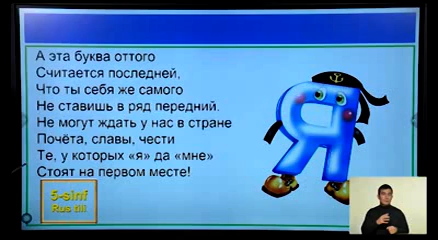 А эта буква оттого
Считается последней,
Что ты себя же самого
Не ставишь в ряд передний.
Не могут ждать у нас в стране
Почёта, славы, чести
Те, у которых «я» да «мне»
Стоят на первом месте!
Я
5-sinf
Rus tili